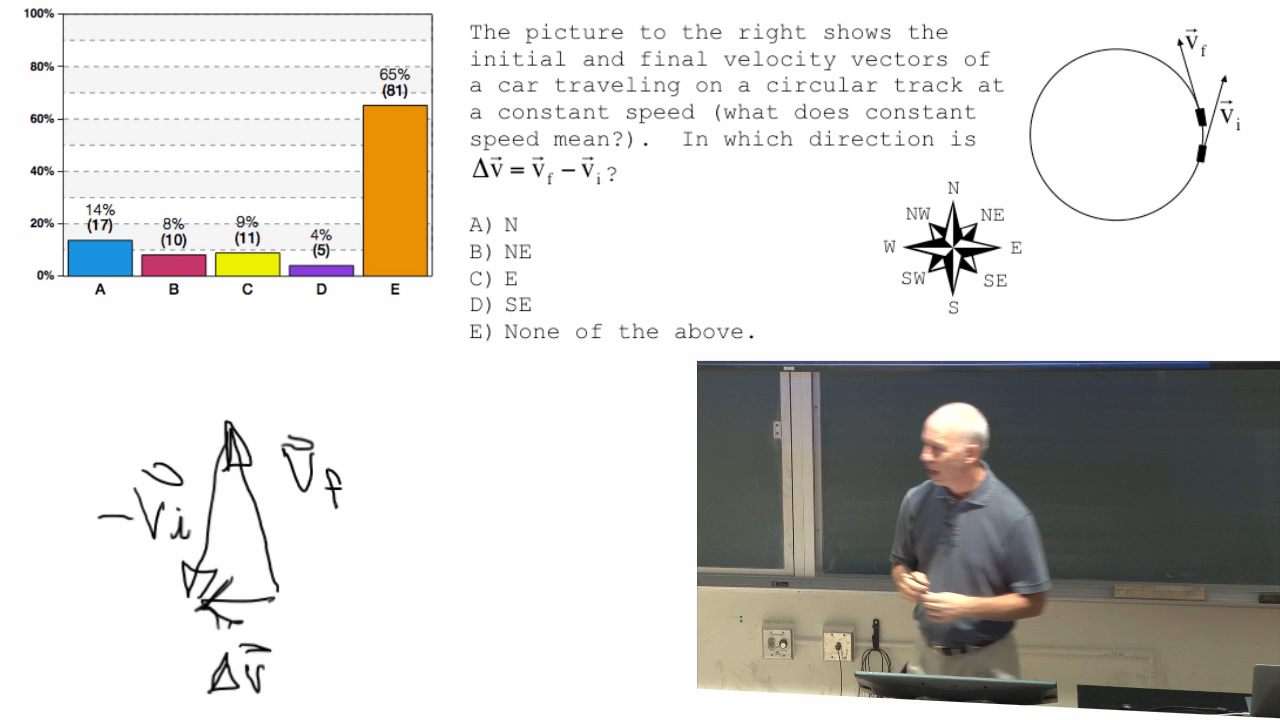 100%
80%
60%
40%
20%
0%
14%
(17)
8%
(10)
9%
(11)
4%
(5)
65%
(81)
A B C D E
The picture to the right shows the
initial and final velocity vectors of
a car traveling on a circular track at
a constant speed (what does constant
speed mean?). In which direction is
Δv⃗ = v⃗f − v⃗i ?
A) N
B) NE
C) E
D) SE
E) None of the above.
v⃗f
v⃗i
N
NW NE
W E
SW SE
S
−v⃗i
v⃗f
Δv⃗